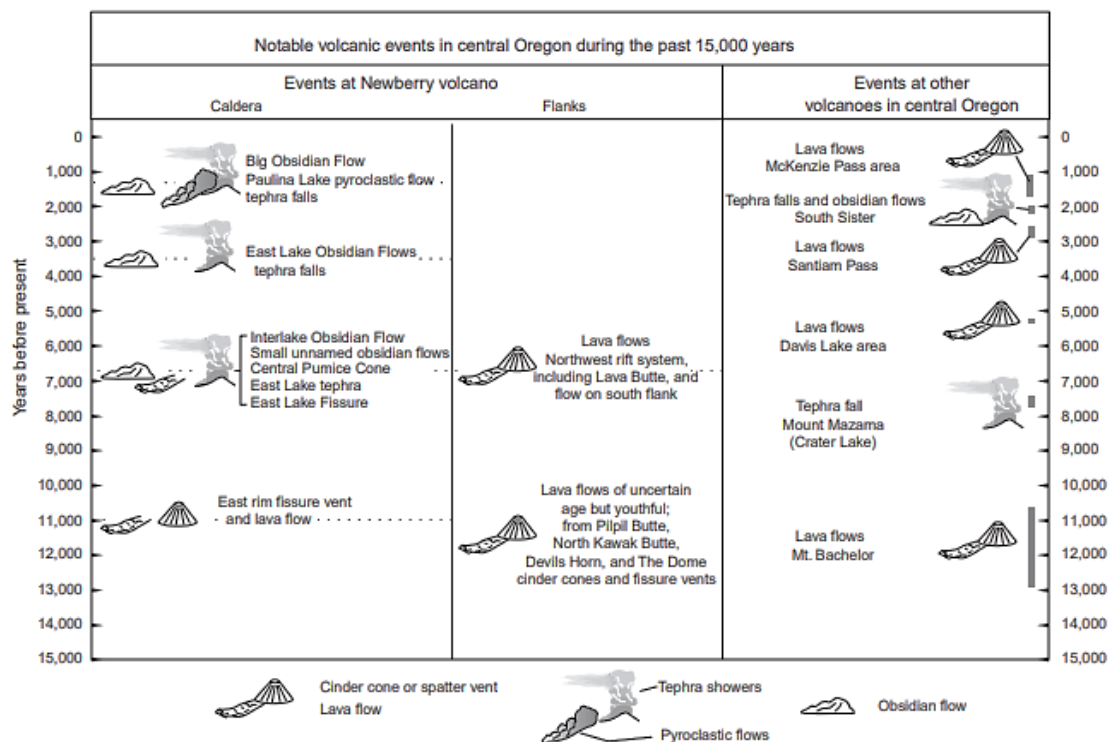 Notable volcanic events in central Oregon during the past 15,000 years
Events at Newberry volcano
Caldera
Flanks
Events at other
volcanoes in central Oregon
Years before present
0
1,000
2,000
3,000
4,000
5,000
6,000
7,000
8,000
9,000
10,000
11,000
12,000
13,000
14,000
15,000
Big Obsidian Flow
Paulina Lake pyroclastic flow
tephra falls
East Lake Obsidian Flows
tephra falls
Interlake Obsidian Flow
Small unnamed obsidian flows
Central Pumice Cone
East Lake tephra
East Lake Fissure
East rim fissure vent
and lava flow
Lava flows
Northwest rift system,
including Lava Butte, and
flow on south flank
Lava flows of uncertain
age but youthful;
from Pilpil Butte,
North Kawak Butte,
Devils Horn, and The Dome
cinder cones and fissure vents
Lava flows
McKenzie Pass area
Tephra falls and obsidian flows
South Sister
Lava flows
Santiam Pass
Lava flows
Davis Lake area
Tephra fall
Mount Mazama
(Crater Lake)
Lava flows
Mt. Bachelor
0
1,000
2,000
3,000
4,000
5,000
6,000
7,000
8,000
9,000
10,000
11,000
12,000
13,000
14,000
15,000
Cinder cone or spatter vent
Lava flow
Tephra showers
Pyroclastic flows
Obsidian flow